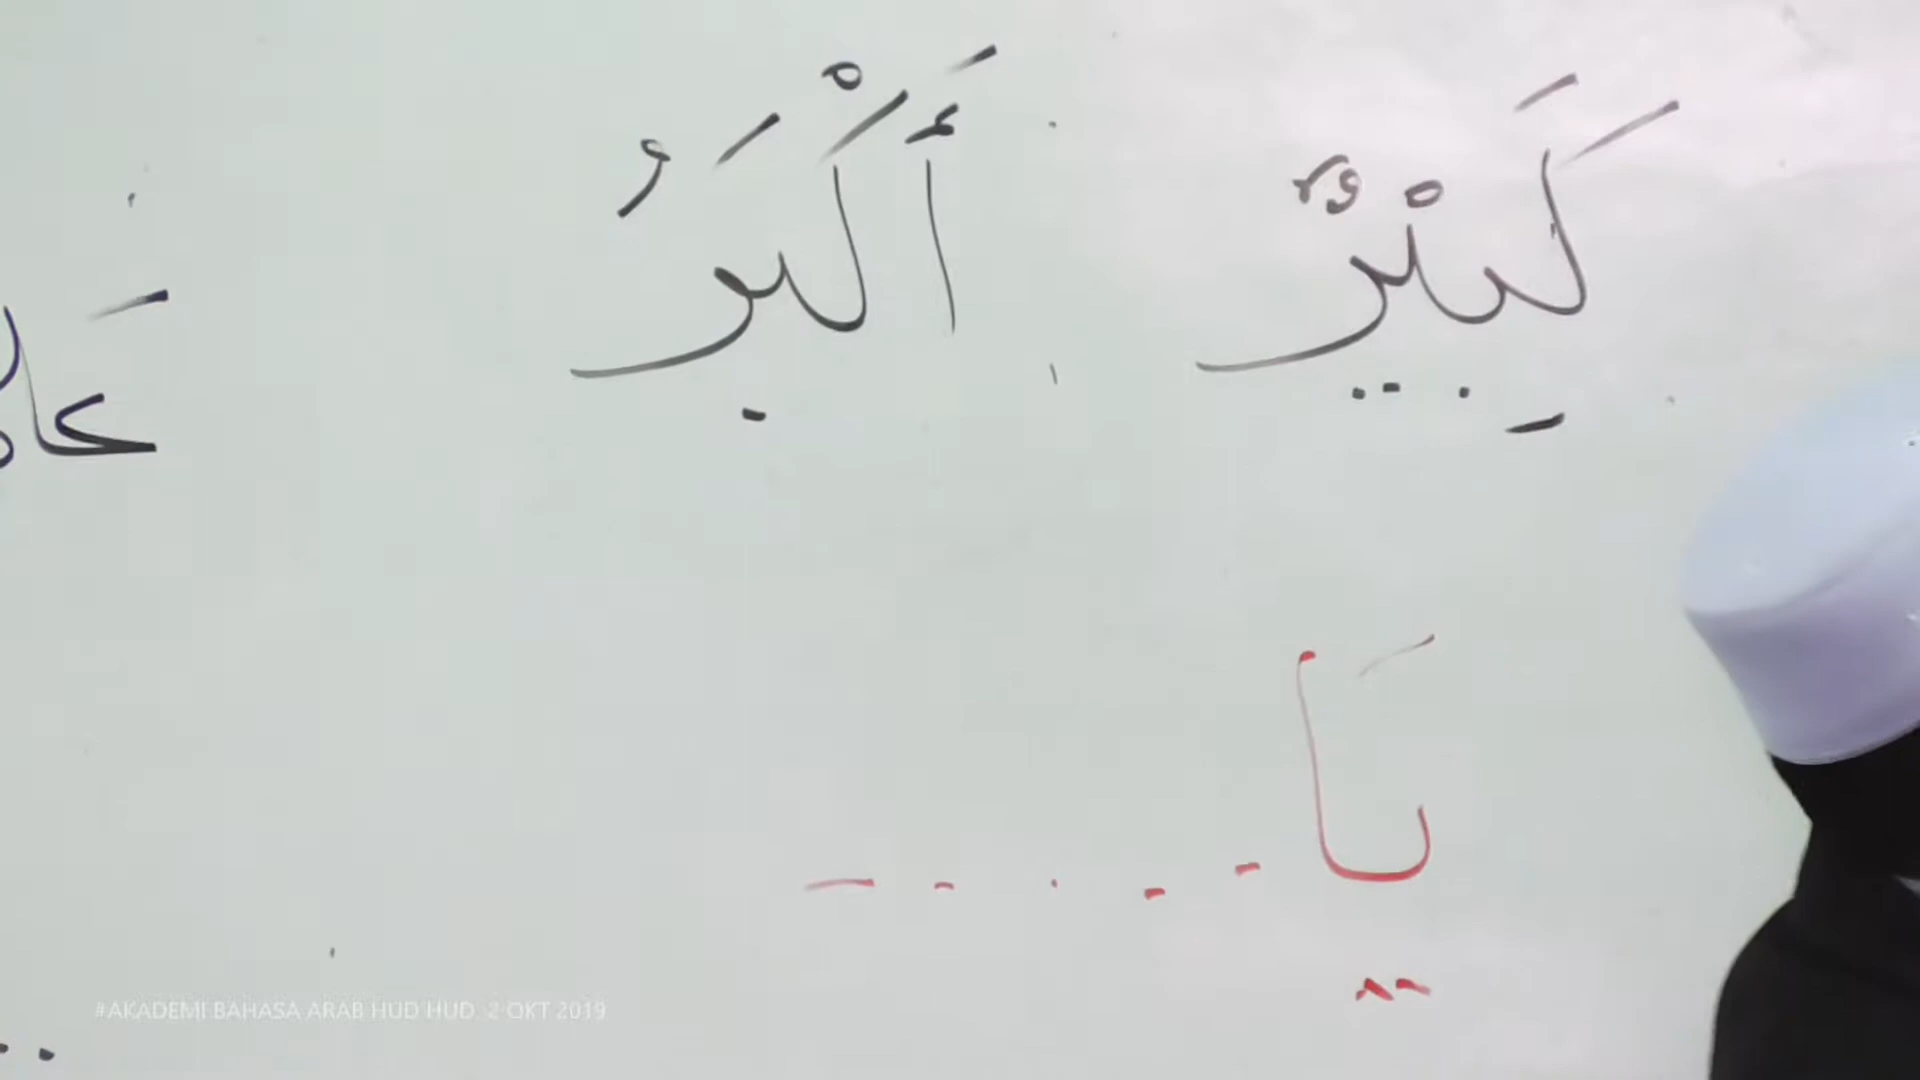 كَبِيْرٌ أَكْبَرُ
يَا - - . - —
#AKADEMI BAHASA ARAB HUD HUD. 2 OKT 2019